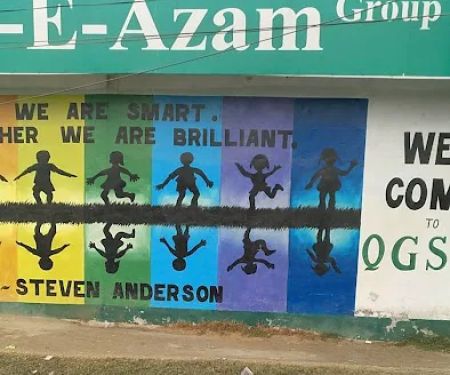 -E-Azam Group
WE ARE SMART.
HER WE ARE BRILLIANT.
~STEVEN ANDERSON
WE
COM
TO
QGS